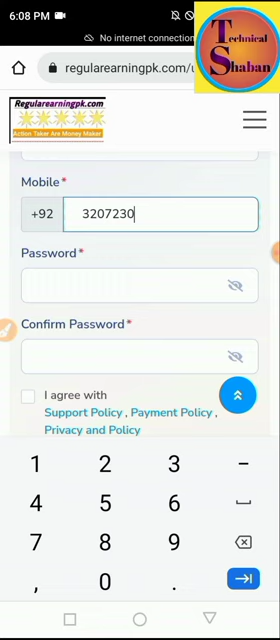 6:08 PM
No internet connection
Technical
Shaban
regularearningpk.com/u
Regularearningpk.com
Action Taker Are Money Maker
Mobile *
+92 3207230
Password *
Confirm Password *
I agree with
Support Policy , Payment Policy ,
Privacy and Policy
1 2 3 -
4 5 6
7 8 9
, 0 .